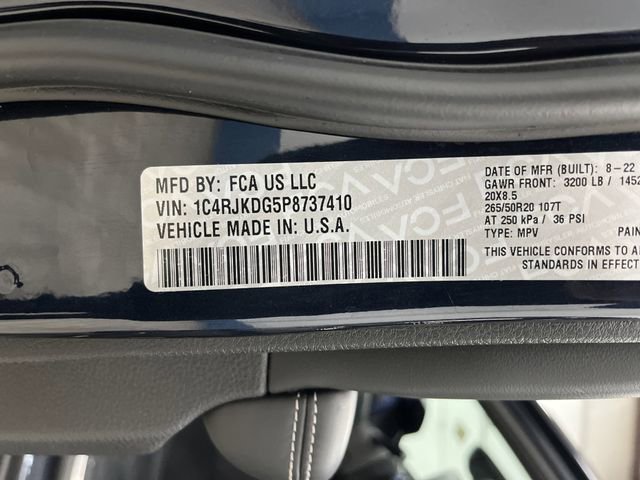 MFD BY: FCA US LLC
VIN: 1C4RJKDG5P8737410
VEHICLE MADE IN: U.S.A.
DATE OF MFR (BUILT): 8-22
GAWR FRONT: 3200 LB / 1452
20X8.5
265/50R20 107T
AT 250 kPa / 36 PSI
TYPE: MPV PAIN
THIS VEHICLE CONFORMS TO
STANDARDS IN EFFECT